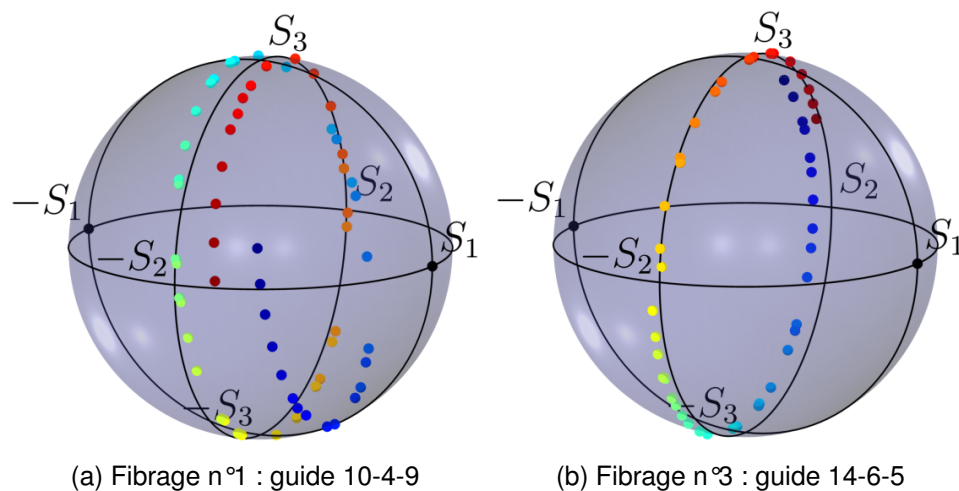 S₃
S₂
-S₁
S₁
-S₂
-S₃
(a) Fibrage n°1 : guide 10-4-9
S₃
S₂
-S₁
S₁
-S₂
-S₃
(b) Fibrage n°3 : guide 14-6-5